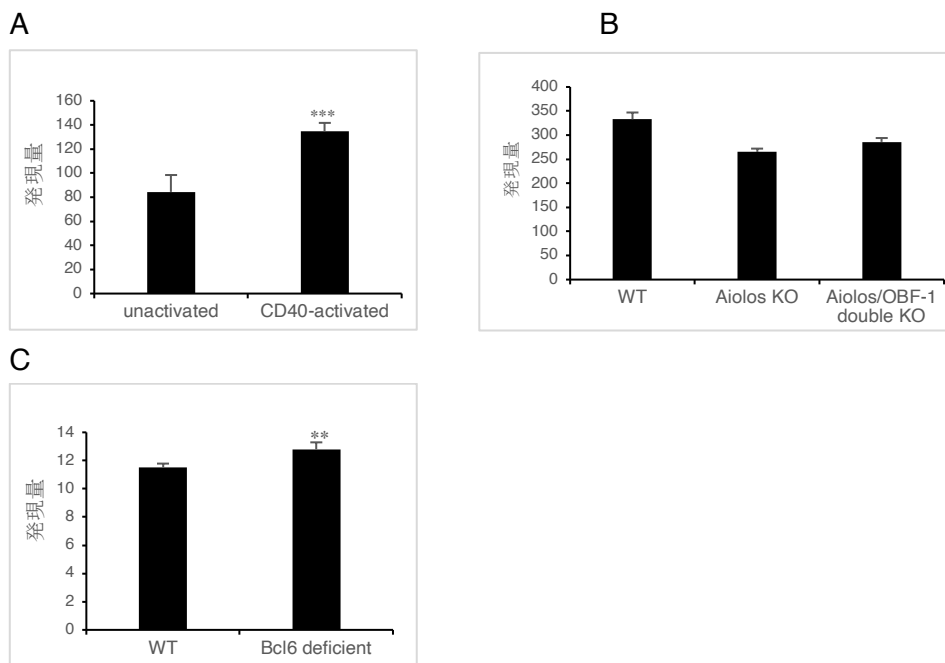 A
B
発現量
160
140
120
100
80
60
40
20
0
***
unactivated
CD40-activated
発現量
400
350
300
250
200
150
100
50
0
WT
Aiolos KO
Aiolos/OBF-1
double KO
C
発現量
14
12
10
8
6
4
2
0
**
WT
Bcl6 deficient